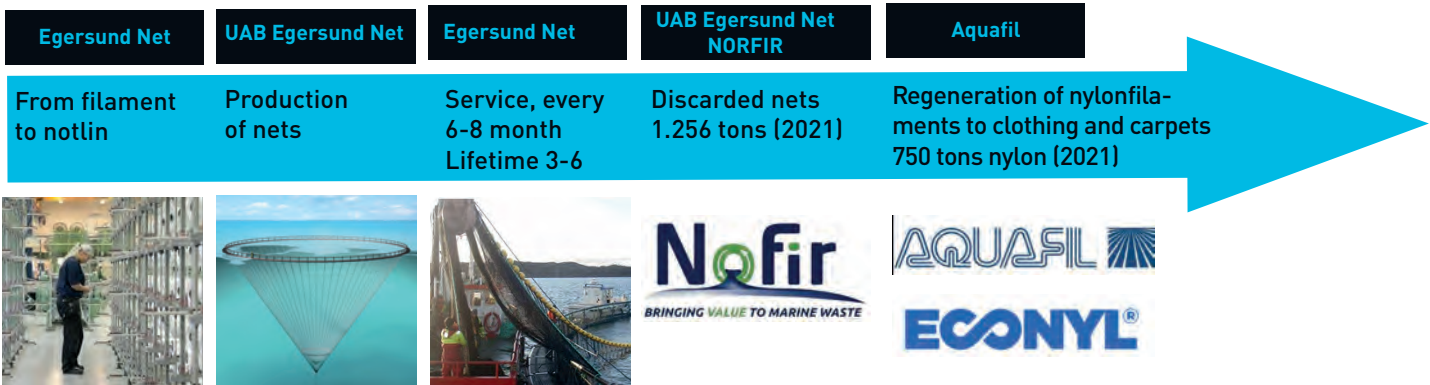 Egersund Net
UAB Egersund Net
Egersund Net
UAB Egersund Net
NORFIR
Aquafil
From filament
to notlin
Production
of nets
Service, every
6-8 month
Lifetime 3-6
Discarded nets
1.256 tons (2021)
Regeneration of nylonfila-
ments to clothing and carpets
750 tons nylon (2021)
Nofir
BRINGING VALUE TO MARINE WASTE
AQUAFIL
ECONYL®